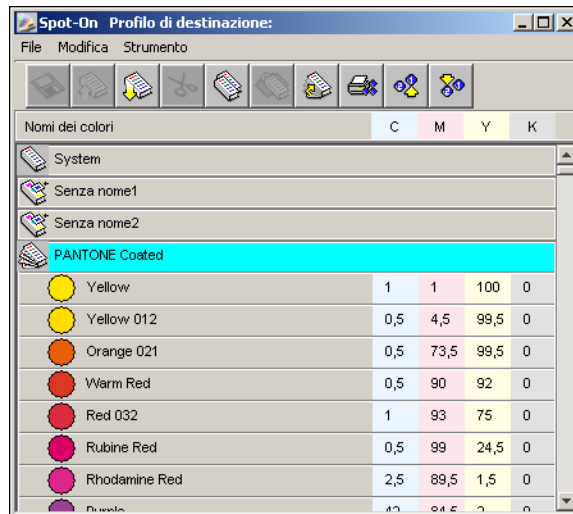 Spot-On Profilo di destinazione:
File Modifica Strumento
Nomi dei colori C M Y K
System
Senza nome1
Senza nome2
PANTONE Coated
Yellow 1 1 100 0
Yellow 012 0,5 4,5 99,5 0
Orange 021 0,5 73,5 99,5 0
Warm Red 0,5 90 92 0
Red 032 1 93 75 0
Rubine Red 0,5 99 24,5 0
Rhodamine Red 2,5 89,5 1,5 0
Purple